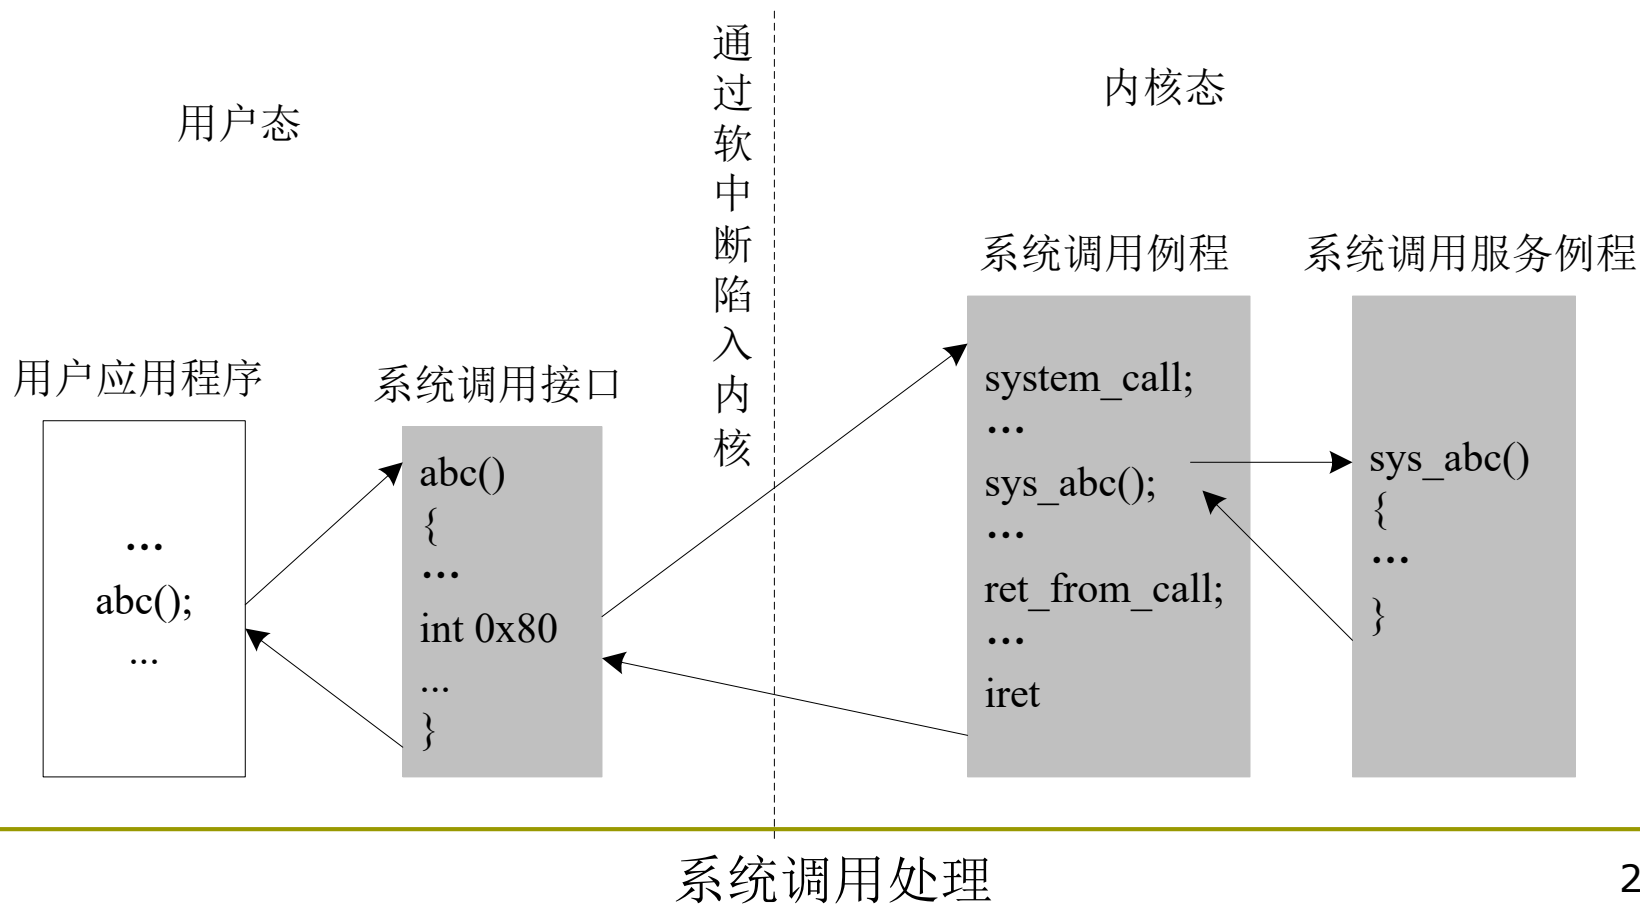 用户态
通过软中断陷入内核
内核态
用户应用程序
...
abc();
...
系统调用接口
abc()
{
...
int 0x80
...
}
系统调用例程
system_call;
...
sys_abc();
...
ret_from_call;
...
iret
系统调用服务例程
sys_abc()
{
...
}
系统调用处理
2